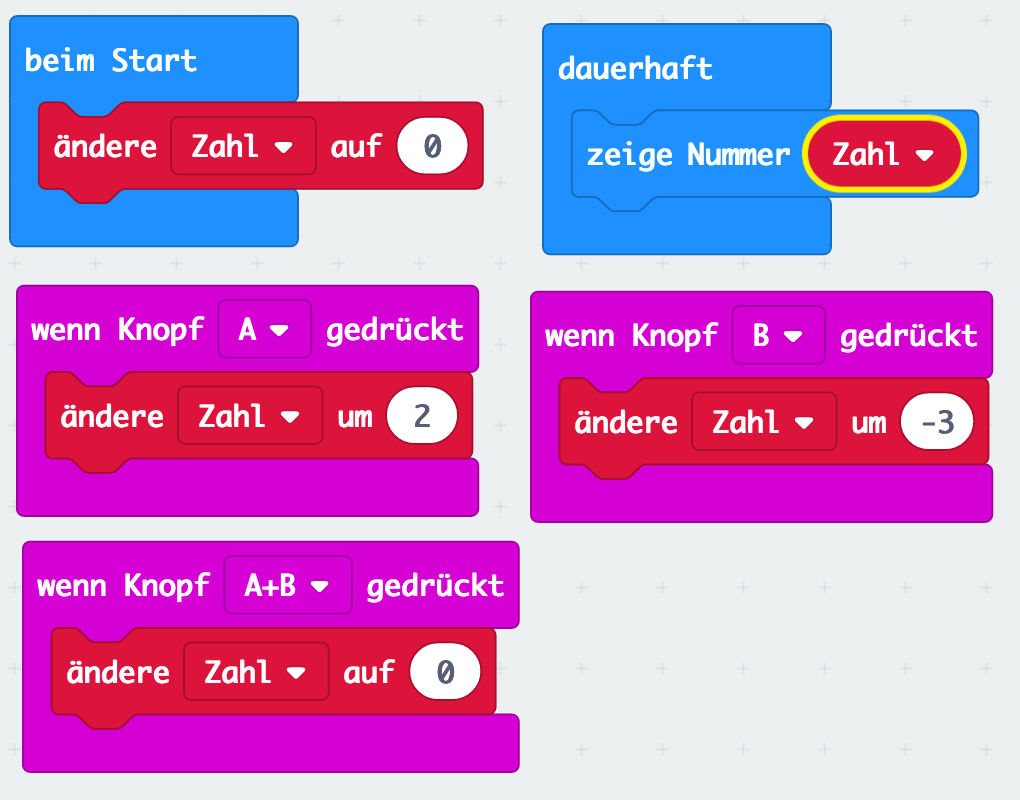 beim Start
ändere Zahl auf 0
dauerhaft
zeige Nummer Zahl
wenn Knopf A gedrückt
ändere Zahl um 2
wenn Knopf B gedrückt
ändere Zahl um -3
wenn Knopf A+B gedrückt
ändere Zahl auf 0